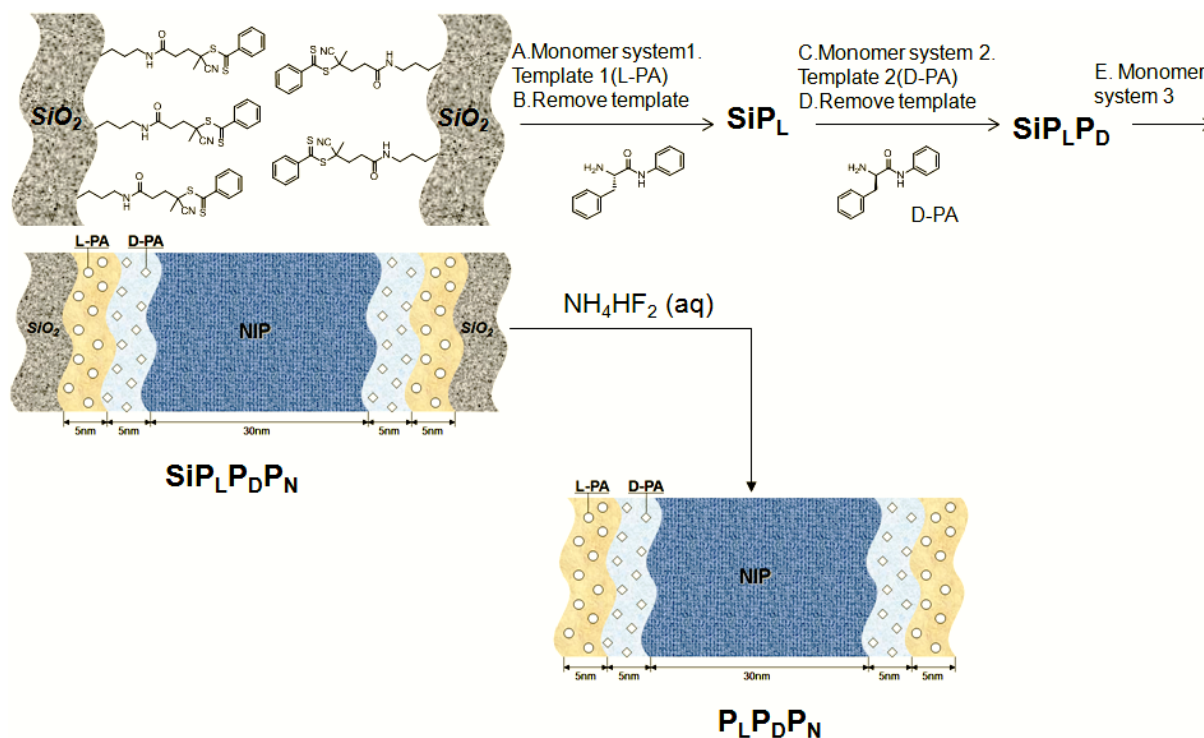 SiO2
SiO2
A.Monomer system1.
Template 1(L-PA)
B.Remove template
SiPL
C.Monomer system 2.
Template 2(D-PA)
D.Remove template
SiPLPD
E. Monomer
system 3
D-PA
L-PA D-PA
SiO2
NIP
SiO2
5nm 5nm 30nm 5nm 5nm
SiPLPDPN
NH4HF2 (aq)
L-PA D-PA
NIP
5nm 5nm 30nm 5nm 5nm
PLPDPN